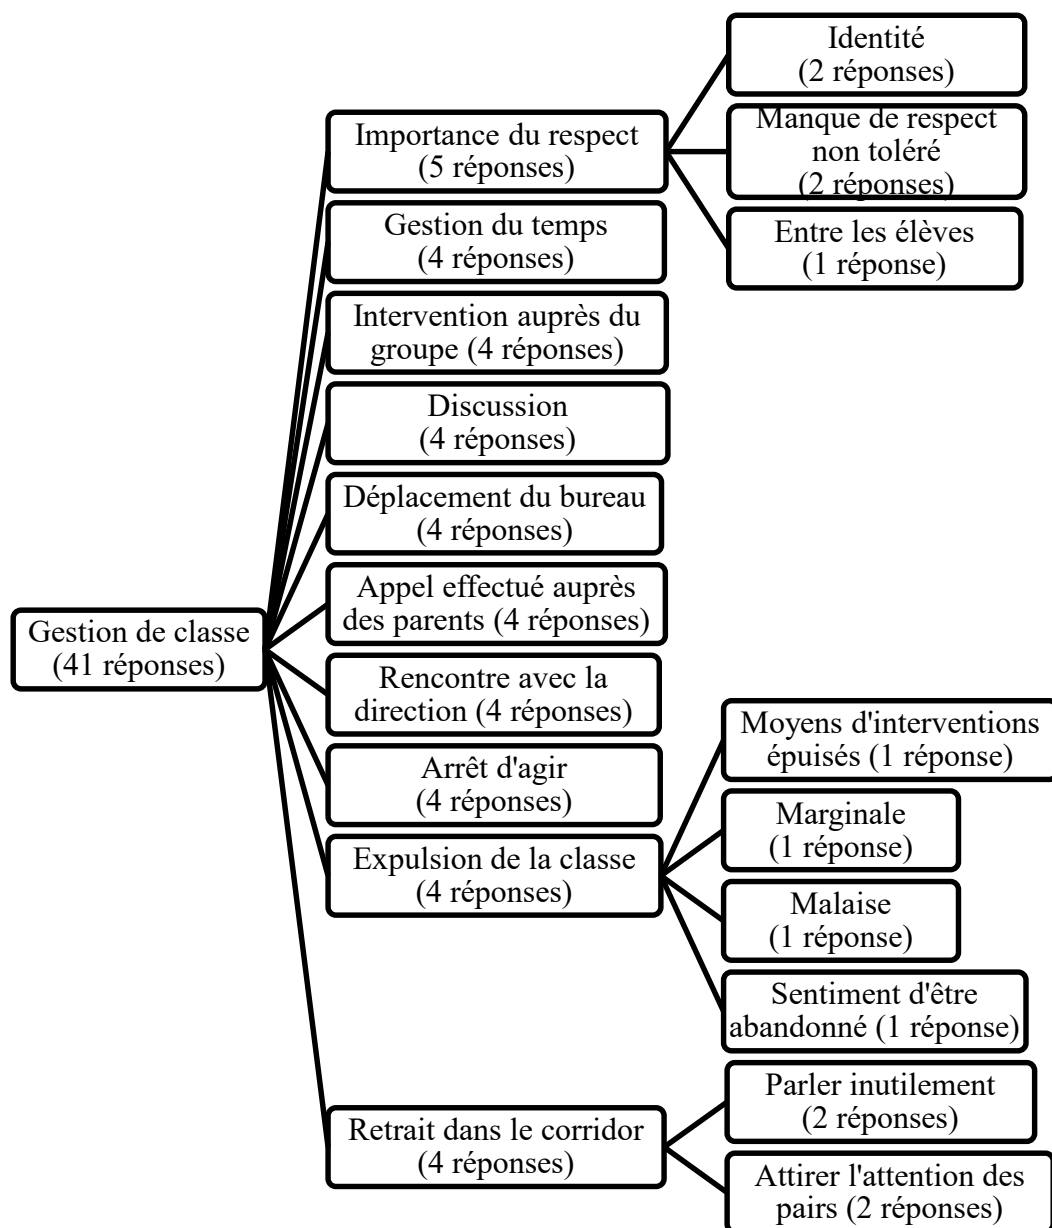 Gestion de classe
(41 réponses)
Importance du respect
(5 réponses)
Identité
(2 réponses)
Manque de respect
non toléré
(2 réponses)
Entre les élèves
(1 réponse)
Gestion du temps
(4 réponses)
Intervention auprès du
groupe (4 réponses)
Discussion
(4 réponses)
Déplacement du bureau
(4 réponses)
Appel effectué auprès
des parents (4 réponses)
Rencontre avec la
direction (4 réponses)
Arrêt d'agir
(4 réponses)
Expulsion de la classe
(4 réponses)
Moyens d'interventions
épuisés (1 réponse)
Marginale
(1 réponse)
Malaise
(1 réponse)
Sentiment d'être
abandonné (1 réponse)
Retrait dans le corridor
(4 réponses)
Parler inutilement
(2 réponses)
Attirer l'attention des
pairs (2 réponses)